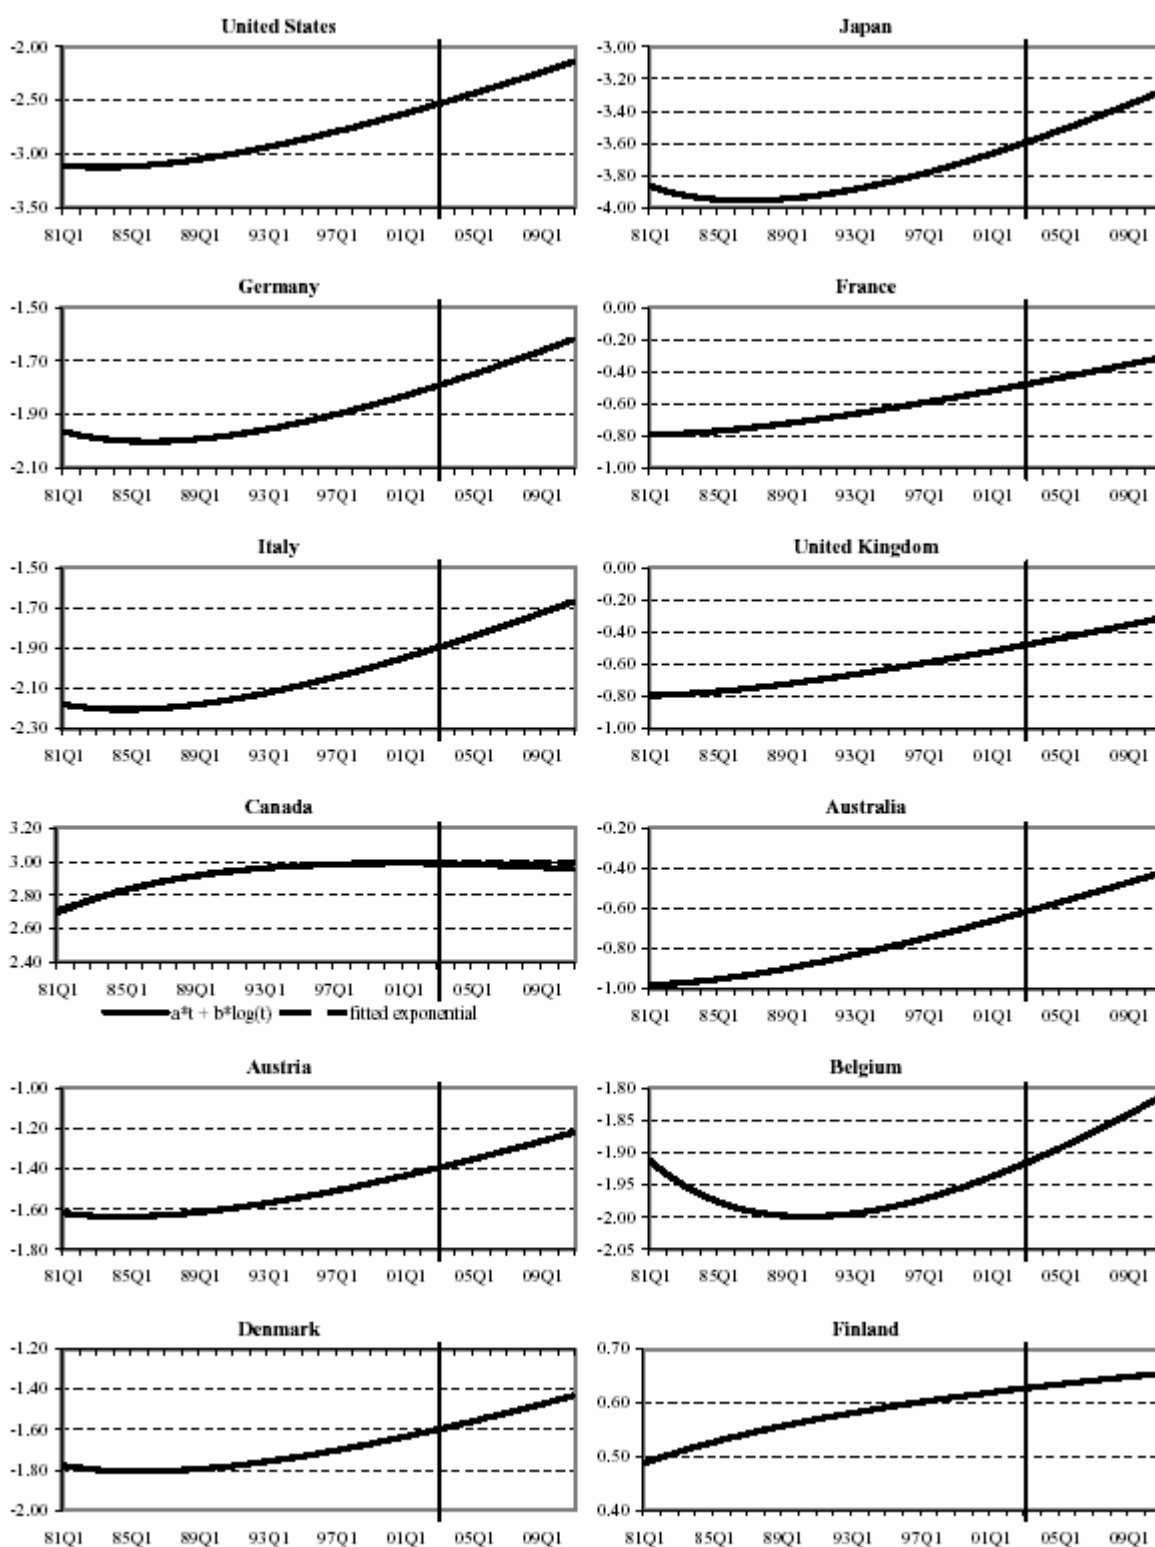 United States
-2.00
-2.50
-3.00
-3.50
81Q1 85Q1 89Q1 93Q1 97Q1 01Q1 05Q1 09Q1
Japan
-3.00
-3.20
-3.40
-3.60
-3.80
-4.00
81Q1 85Q1 89Q1 93Q1 97Q1 01Q1 05Q1 09Q1
Germany
-1.50
-1.70
-1.90
-2.10
81Q1 85Q1 89Q1 93Q1 97Q1 01Q1 05Q1 09Q1
France
0.00
-0.20
-0.40
-0.60
-0.80
-1.00
81Q1 85Q1 89Q1 93Q1 97Q1 01Q1 05Q1 09Q1
Italy
-1.50
-1.70
-1.90
-2.10
-2.30
81Q1 85Q1 89Q1 93Q1 97Q1 01Q1 05Q1 09Q1
United Kingdom
0.00
-0.20
-0.40
-0.60
-0.80
-1.00
81Q1 85Q1 89Q1 93Q1 97Q1 01Q1 05Q1 09Q1
Canada
3.20
3.00
2.80
2.60
2.40
81Q1 85Q1 89Q1 93Q1 97Q1 01Q1 05Q1 09Q1
a*t + b*log(t) fitted exponential
Australia
-0.20
-0.40
-0.60
-0.80
-1.00
81Q1 85Q1 89Q1 93Q1 97Q1 01Q1 05Q1 09Q1
Austria
-1.00
-1.20
-1.40
-1.60
-1.80
81Q1 85Q1 89Q1 93Q1 97Q1 01Q1 05Q1 09Q1
Belgium
-1.80
-1.85
-1.90
-1.95
-2.00
-2.05
81Q1 85Q1 89Q1 93Q1 97Q1 01Q1 05Q1 09Q1
Denmark
-1.20
-1.40
-1.60
-1.80
-2.00
81Q1 85Q1 89Q1 93Q1 97Q1 01Q1 05Q1 09Q1
Finland
0.70
0.60
0.50
0.40
81Q1 85Q1 89Q1 93Q1 97Q1 01Q1 05Q1 09Q1